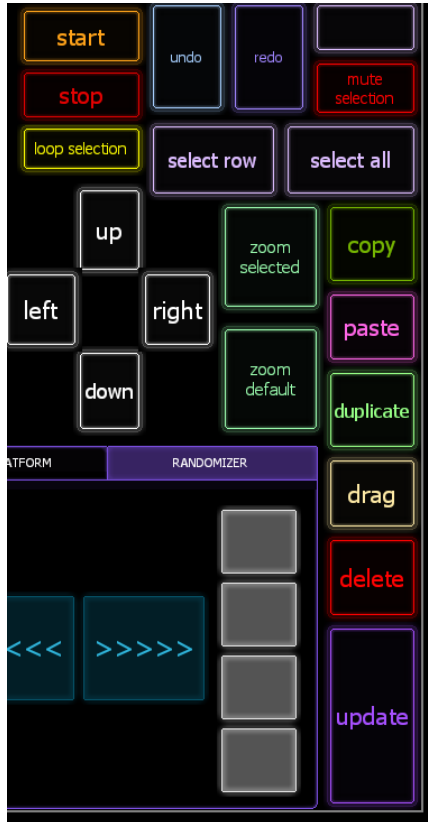 start
undo
redo
stop
mute
selection
loop selection
select row
select all
up
zoom
selected
copy
left
right
paste
zoom
default
down
duplicate
ATFORM
RANDOMIZER
drag
delete
<<<
>>>>>
update